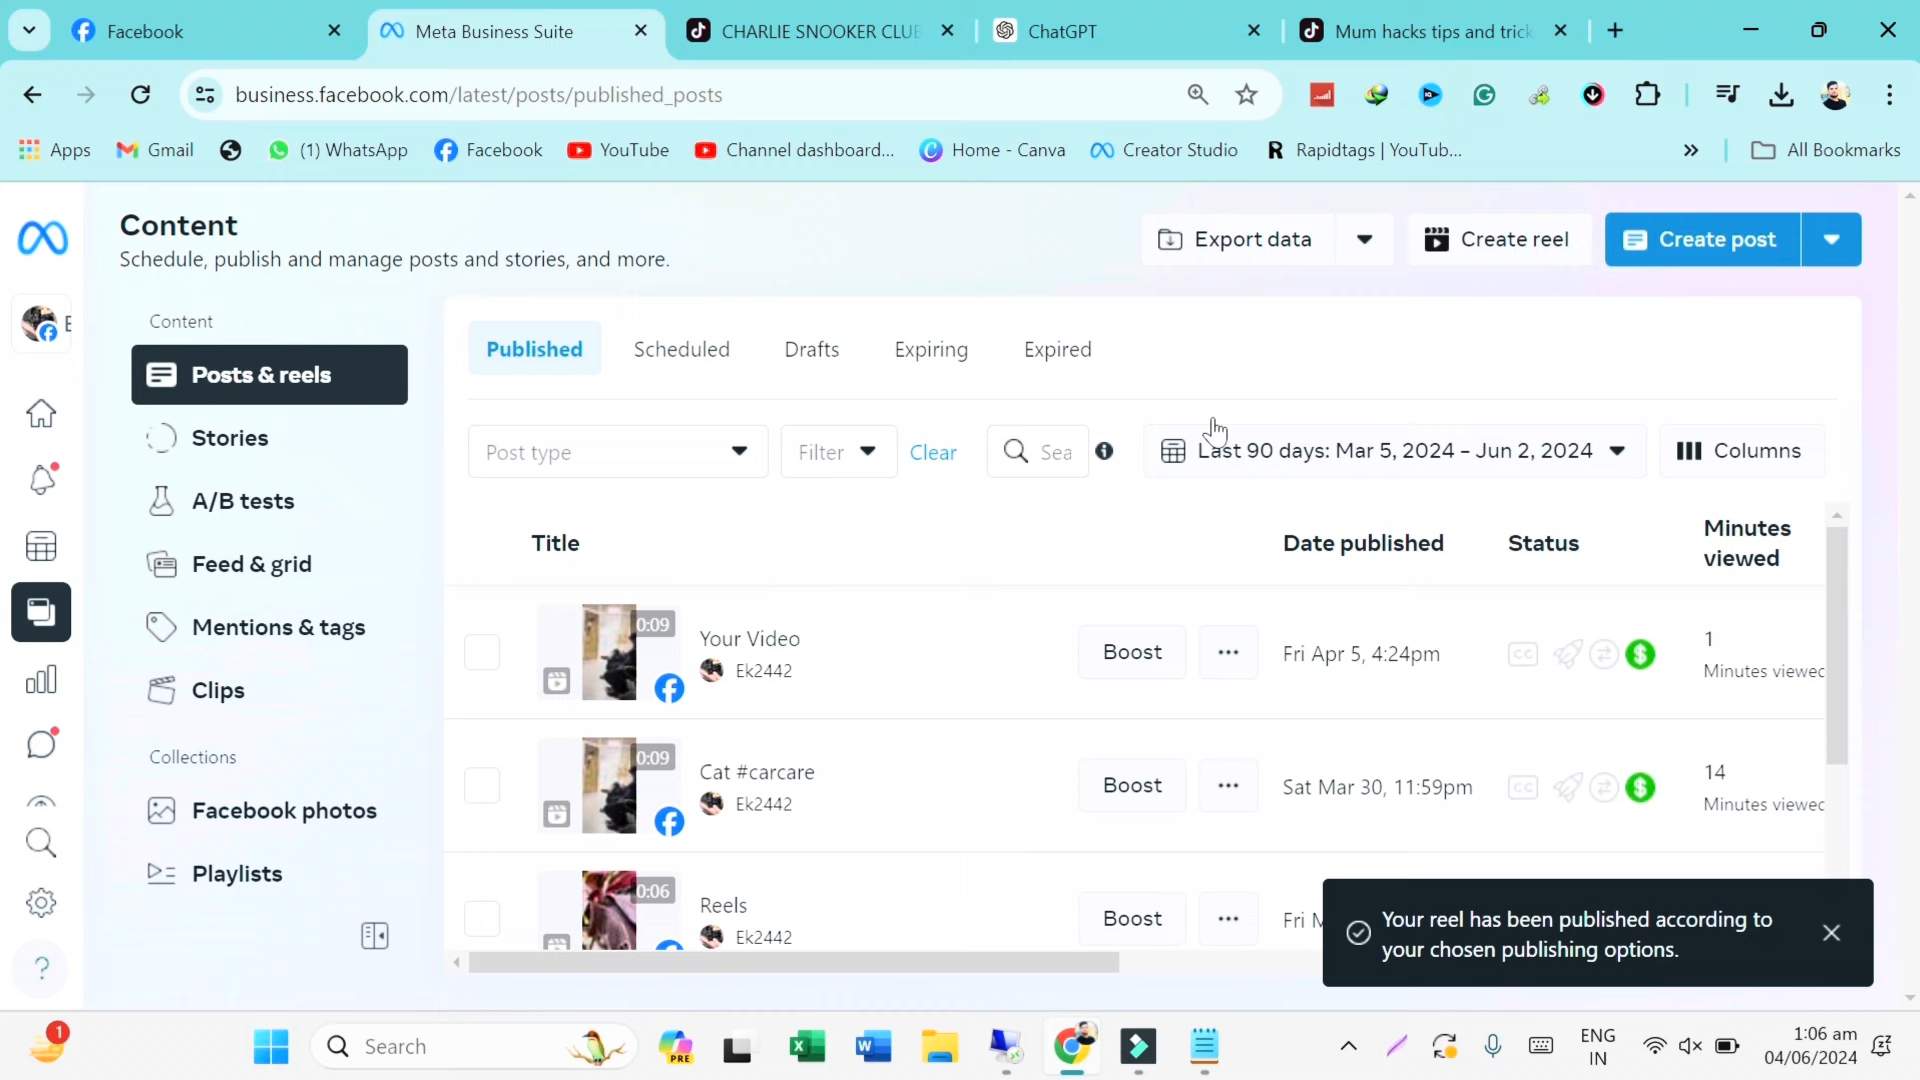 Facebook
Meta Business Suite
CHARLIE SNOOKER CLUB
ChatGPT
Mum hacks tips and trick
business.facebook.com/latest/posts/published_posts
Apps
Gmail
(1) WhatsApp
Facebook
YouTube
Channel dashboard...
Home - Canva
Creator Studio
Rapidtags | YouTub...
All Bookmarks
Content
Schedule, publish and manage posts and stories, and more.
Export data
Create reel
Create post
Content
Posts & reels
Stories
A/B tests
Feed & grid
Mentions & tags
Clips
Collections
Facebook photos
Playlists
Published
Scheduled
Drafts
Expiring
Expired
Post type
Filter
Clear
Sea
Last 90 days: Mar 5, 2024 – Jun 2, 2024
Columns
Title
Date published
Status
Minutes
viewed
0:09
Your Video
Ek2442
Boost
Fri Apr 5, 4:24pm
CC
1
Minutes viewed
0:09
Cat #carcare
Ek2442
Boost
Sat Mar 30, 11:59pm
CC
14
Minutes viewed
0:06
Reels
Ek2442
Boost
Fri M
Your reel has been published according to
your chosen publishing options.
1
Search
PRE
ENG
IN
1:06 am
04/06/2024